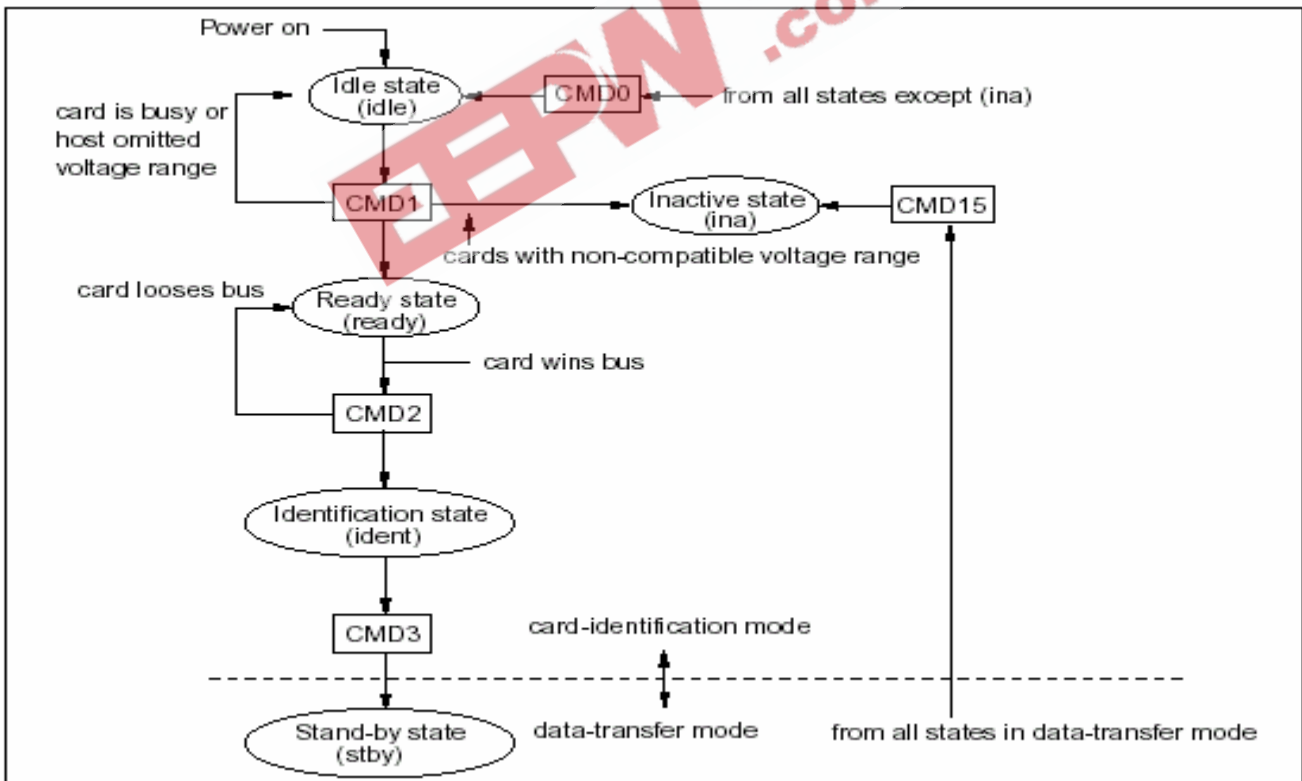 Power on
Idle state
(idle)
CMD0
from all states except (ina)
card is busy or
host omitted
voltage range
CMD1
Inactive state
(ina)
CMD15
cards with non-compatible voltage range
card looses bus
Ready state
(ready)
card wins bus
CMD2
Identification state
(ident)
CMD3
card-identification mode
Stand-by state
(stby)
data-transfer mode
from all states in data-transfer mode
EEPW.com